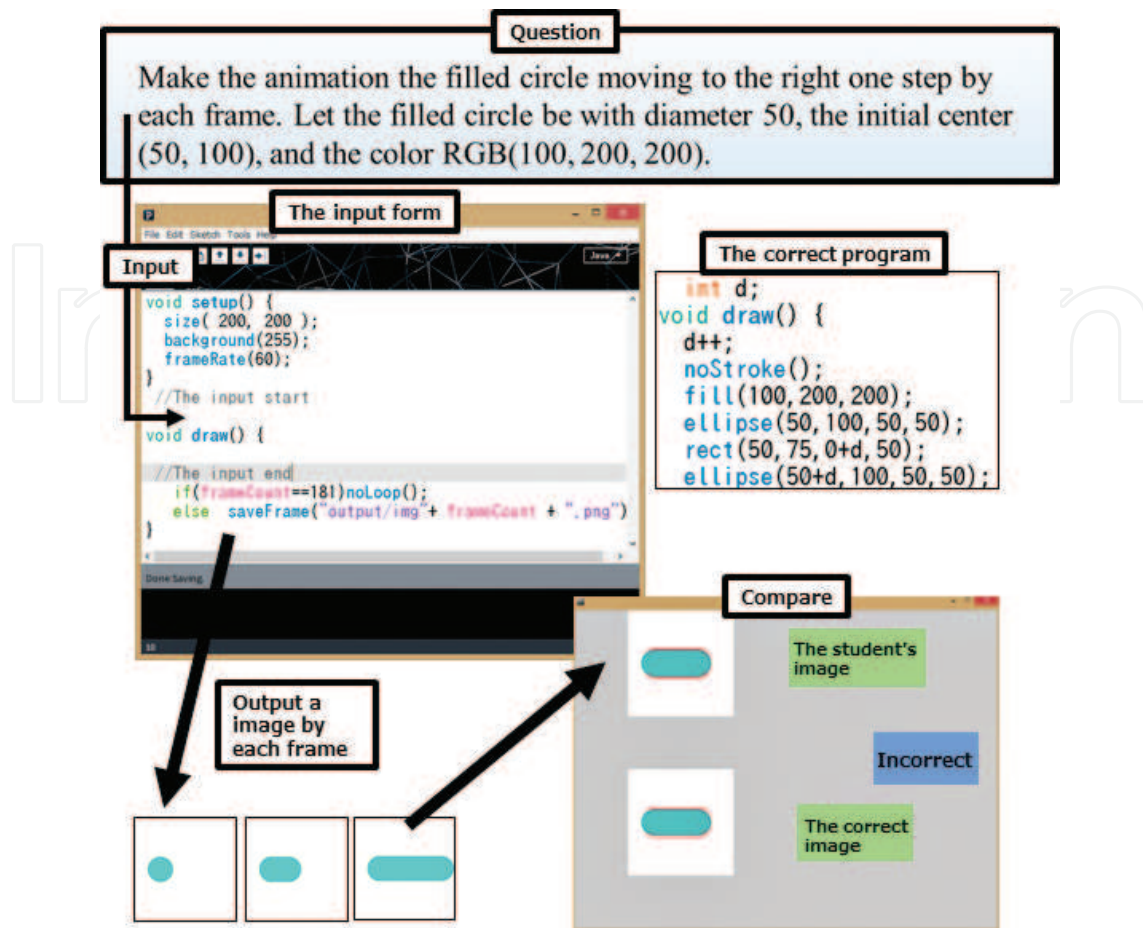 Question
Make the animation the filled circle moving to the right one step by
each frame. Let the filled circle be with diameter 50, the initial center
(50, 100), and the color RGB(100, 200, 200).
The input form
File Edit Sketch Tools Help
Java
Input
void setup() {
size( 200, 200 );
background(255);
frameRate(60);
}
//The input start
void draw() {
//The input end
if(frameCount==181)noLoop();
else saveFrame("output/img"+ frameCount + ".png")
}
Done Saving.
10
The correct program
int d;
void draw() {
d++;
noStroke();
fill(100,200,200);
ellipse(50,100,50,50);
rect(50,75,0+d,50);
ellipse(50+d,100,50,50);
Compare
The student's
image
Incorrect
The correct
image
Output a
image by
each frame